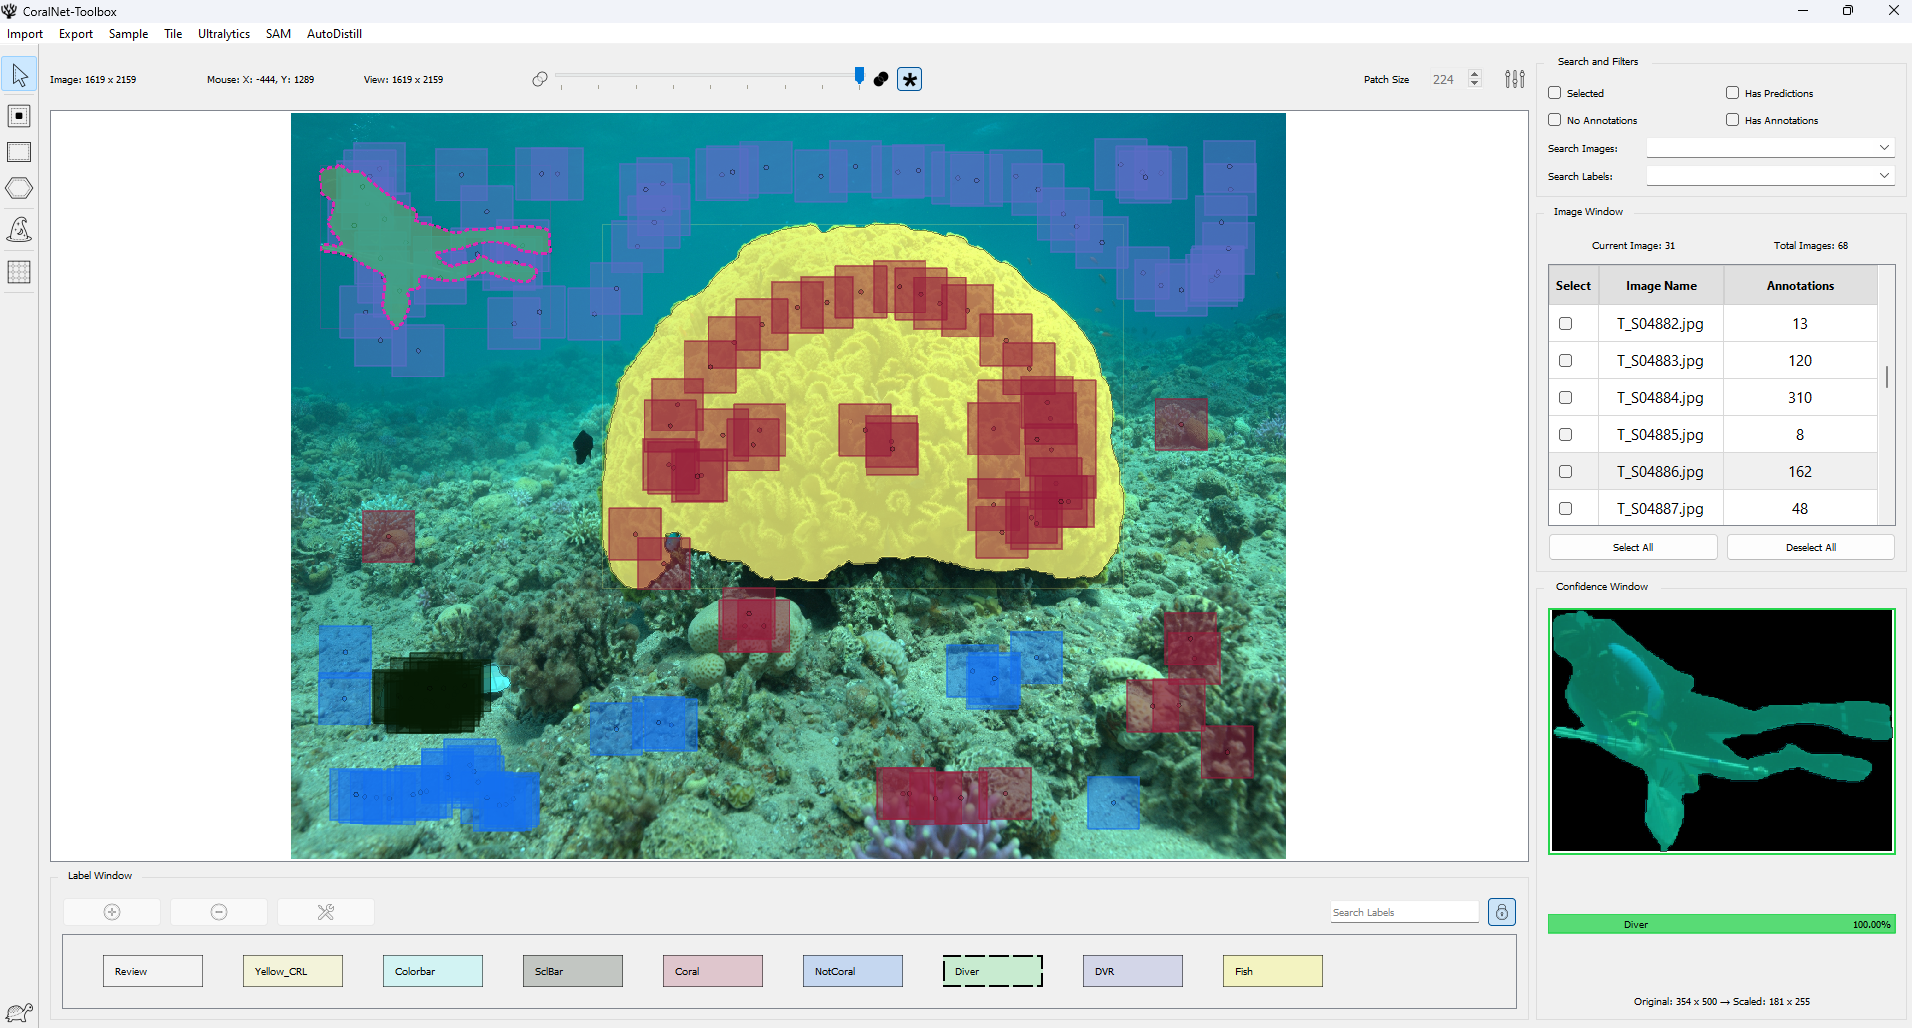 CoralNet-Toolbox
Import Export Sample Tile Ultralytics SAM AutoDistill
Image: 1619 x 2159 Mouse: X: -444, Y: 1289 View: 1619 x 2159 Patch Size 224
Search and Filters
Selected Has Predictions
No Annotations Has Annotations
Search Images:
Search Labels:
Image Window
Current Image: 31 Total Images: 68
Select Image Name Annotations
T_S04882.jpg 13
T_S04883.jpg 120
T_S04884.jpg 310
T_S04885.jpg 8
T_S04886.jpg 162
T_S04887.jpg 48
Select All Deselect All
Confidence Window
Diver 100.00%
Original: 354 x 500 → Scaled: 181 x 255
Label Window
Search Labels
Review Yellow_CRL Colorbar SclBar Coral NotCoral Diver DVR Fish